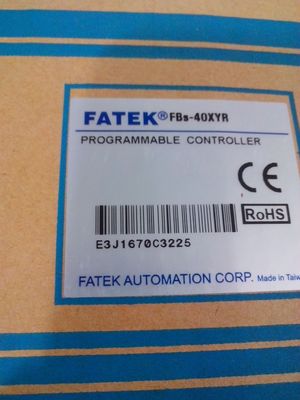 FATEK® FBs-40XYR
PROGRAMMABLE CONTROLLER
CE
RoHS
E3J1670C3225
FATEK AUTOMATION CORP. Made in Taiw